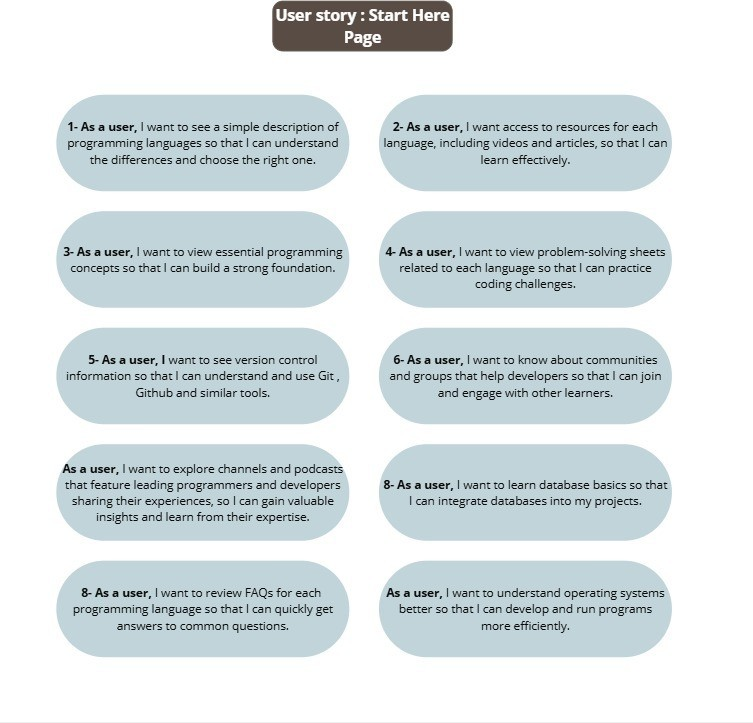 User story : Start Here
Page
1- As a user, I want to see a simple description of
programming languages so that I can understand
the differences and choose the right one.
2- As a user, I want access to resources for each
language, including videos and articles, so that I can
learn effectively.
3- As a user, I want to view essential programming
concepts so that I can build a strong foundation.
4- As a user, I want to view problem-solving sheets
related to each language so that I can practice
coding challenges.
5- As a user, I want to see version control
information so that I can understand and use Git ,
Github and similar tools.
6- As a user, I want to know about communities
and groups that help developers so that I can join
and engage with other learners.
As a user, I want to explore channels and podcasts
that feature leading programmers and developers
sharing their experiences, so I can gain valuable
insights and learn from their expertise.
8- As a user, I want to learn database basics so that
I can integrate databases into my projects.
8- As a user, I want to review FAQs for each
programming language so that I can quickly get
answers to common questions.
As a user, I want to understand operating systems
better so that I can develop and run programs
more efficiently.